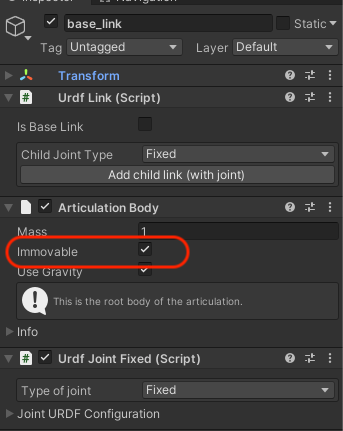 base_link
Static
Tag Untagged Layer Default
Transform
# Urdf Link (Script)
Is Base Link
Child Joint Type Fixed
Add child link (with joint)
Articulation Body
Mass 1
Immovable
Use Gravity
This is the root body of the articulation.
Info
# Urdf Joint Fixed (Script)
Type of joint Fixed
Joint URDF Configuration